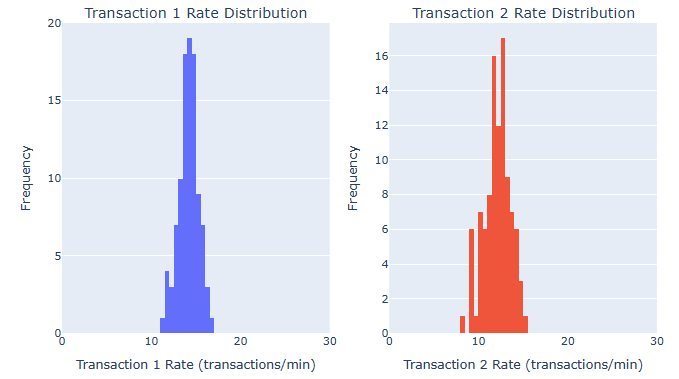 Transaction 1 Rate Distribution
Transaction 2 Rate Distribution
20
15
10
5
0
Frequency
0 10 20 30
Transaction 1 Rate (transactions/min)
16
14
12
10
8
6
4
2
0
Frequency
0 10 20 30
Transaction 2 Rate (transactions/min)